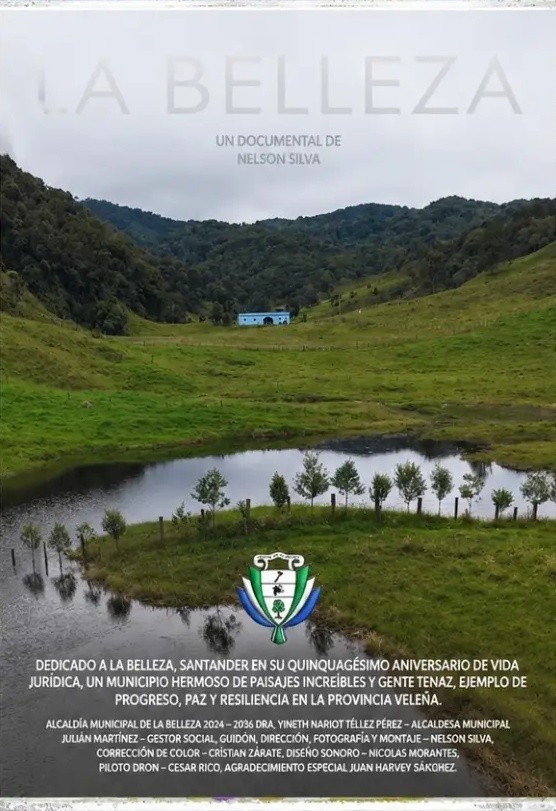 LA BELLEZA
UN DOCUMENTAL DE
NELSON SILVA
DEDICADO A LA BELLEZA, SANTANDER EN SU QUINQUAGÉSIMO ANIVERSARIO DE VIDA
JURÍDICA, UN MUNICIPIO HERMOSO DE PAISAJES INCREÍBLES Y GENTE TENAZ, EJEMPLO DE
PROGRESO, PAZ Y RESILIENCIA EN LA PROVINCIA VELEÑA.
ALCALDÍA MUNICIPAL DE LA BELLEZA 2024 – 2036 DRA, YINETH NARIOT TÉLLEZ PÉREZ – ALCALDESA MUNICIPAL
JULIÁN MARTÍNEZ – GESTOR SOCIAL, GUIDÓN, DIRECCIÓN, FOTOGRAFÍA Y MONTAJE – NELSON SILVA,
CORRECCIÓN DE COLOR – CRISTIAN ZÁRATE, DISEÑO SONORO – NICOLAS MORANTES,
PILOTO DRON – CESAR RICO, AGRADECIMIENTO ESPECIAL JUAN HARVEY